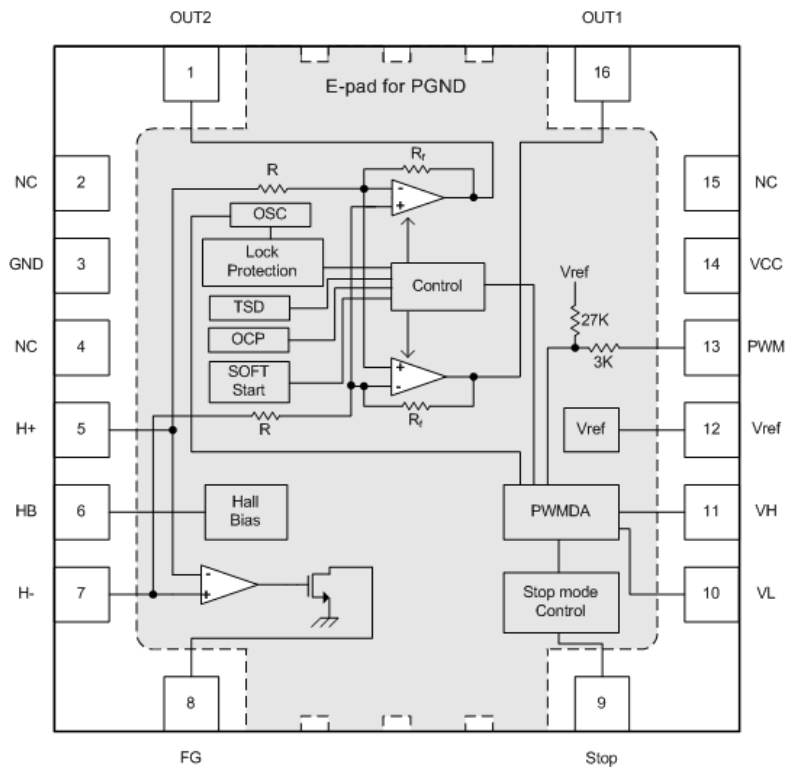 OUT2
OUT1
1
16
E-pad for PGND
NC
2
R
Rf
-
+
15
NC
OSC
GND
3
Lock
Protection
Control
14
VCC
Vref
TSD
27K
NC
4
OCP
3K
13
PWM
SOFT
Start
+
-
Rf
H+
5
R
Vref
12
Vref
HB
6
Hall
Bias
PWMDA
11
VH
H-
7
-
+
Stop mode
Control
10
VL
8
9
FG
Stop